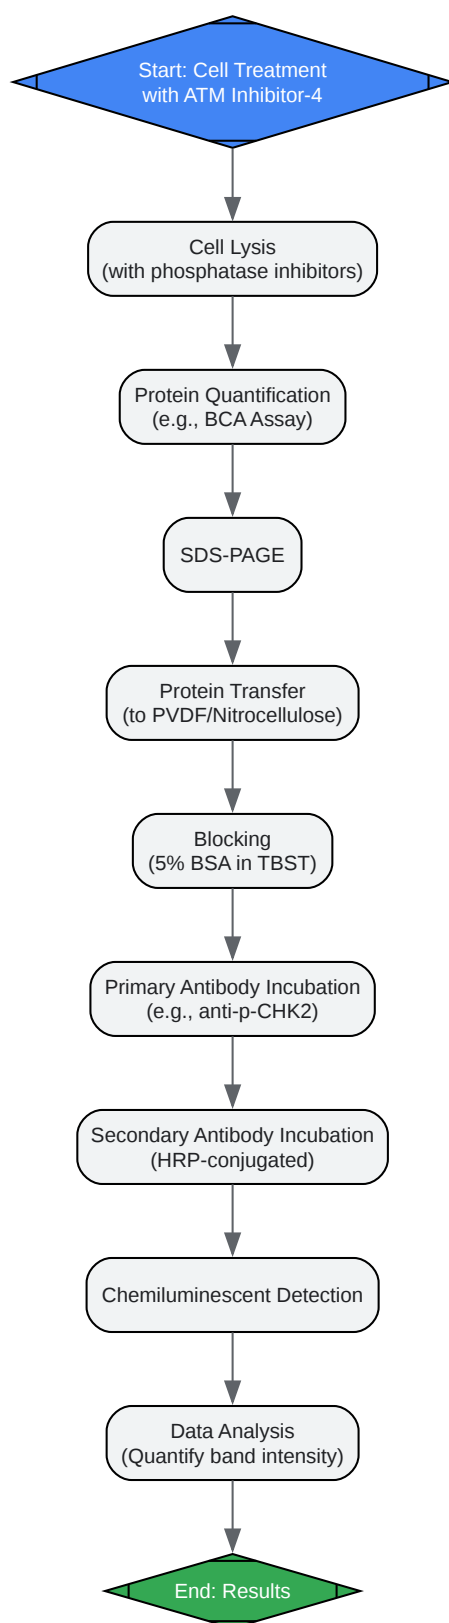 Start: Cell Treatment
with ATM Inhibitor-4
Cell Lysis
(with phosphatase inhibitors)
Protein Quantification
(e.g., BCA Assay)
SDS-PAGE
Protein Transfer
(to PVDF/Nitrocellulose)
Blocking
(5% BSA in TBST)
Primary Antibody Incubation
(e.g., anti-p-CHK2)
Secondary Antibody Incubation
(HRP-conjugated)
Chemiluminescent Detection
Data Analysis
(Quantify band intensity)
End: Results